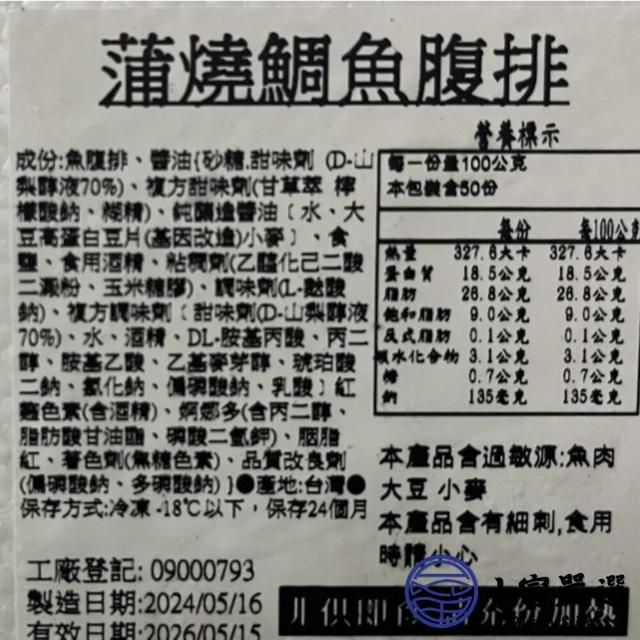 蒲燒鯛魚腹排
成份:魚腹排、醬油{砂糖.甜味劑 (D-山
梨醇液70%)、複方甜味劑(甘草萃 檸
檬酸鈉、糊精)、純釀造醬油﹝水、大
豆高蛋白豆片(基因改造)小麥﹞、食
鹽、食用酒精、粘稠劑(乙醯化己二酸
二澱粉、玉米糖膠)、調味劑(L-麩酸
鈉)、複方調味劑﹝甜味劑(D-山梨醇液
70%)、水、酒精、DL-胺基丙酸、丙二
醇、胺基乙酸、乙基麥芽醇、琥珀酸
二鈉、氯化鈉、偏磷酸鈉、乳酸﹞紅
麴色素(含酒精)、婀娜多(含丙二醇、
脂肪酸甘油酯、磷酸二氫鉀)、胭脂
紅、著色劑(焦糖色素)、品質改良劑
(偏磷酸鈉、多磷酸鈉)}●產地:台灣●
保存方式:冷凍 -18℃以下，保存24個月
工廠登記: 09000793
製造日期:2024/05/16
有效日期:2026/05/15
營養標示
每一份量100公克
本包裝含50份
每份 每100公克
熱量 327.6大卡 327.6大卡
蛋白質 18.5公克 18.5公克
脂肪 26.8公克 26.8公克
飽和脂肪 9.0公克 9.0公克
反式脂肪 0.1公克 0.1公克
碳水化合物 3.1公克 3.1公克
糖 0.7公克 0.7公克
鈉 135毫克 135毫克
本產品含過敏源:魚肉
大豆 小麥
本產品含有細刺,食用
時請小心
非供即食 充份加熱